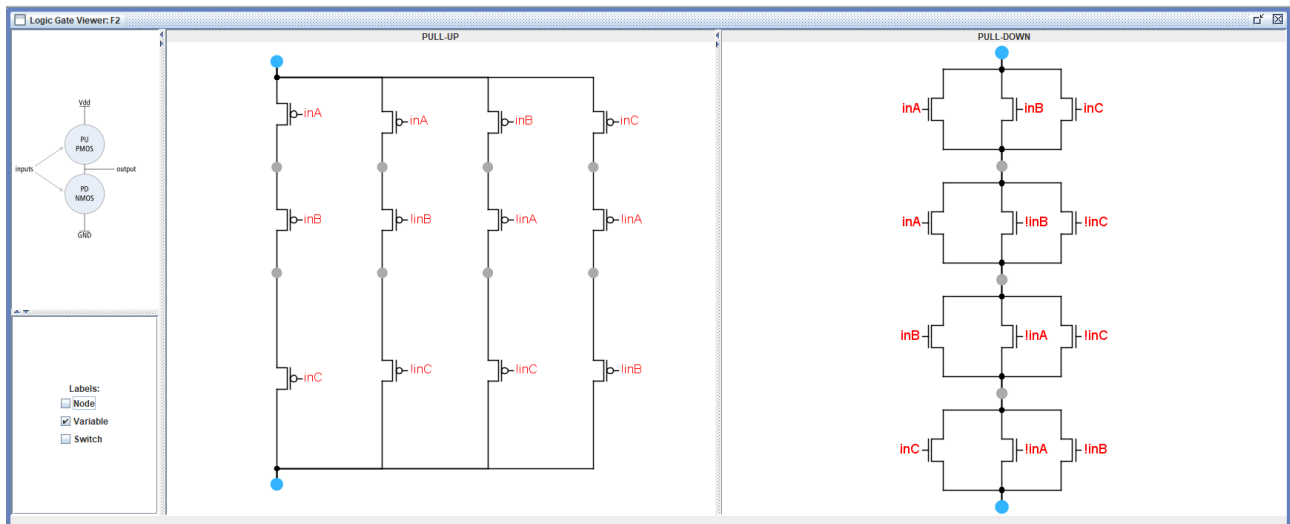 Logic Gate Viewer: F2
Vdd
PU
PMOS
inputs
output
PD
NMOS
GND
Labels:
Node
Variable
Switch
PULL-UP
inA
inA
inB
inC
inB
!inB
!inA
!inA
inC
!inC
!inC
!inB
PULL-DOWN
inA
inB
inC
inA
!inB
!inC
inB
!inA
!inC
inC
!inA
!inB